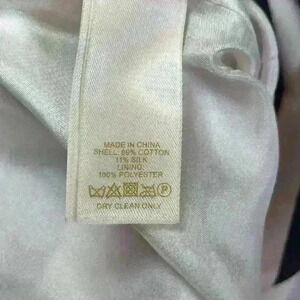 MADE IN CHINA
SHELL: 89% COTTON
11% SILK
LINING:
100% POLYESTER
DRY CLEAN ONLY